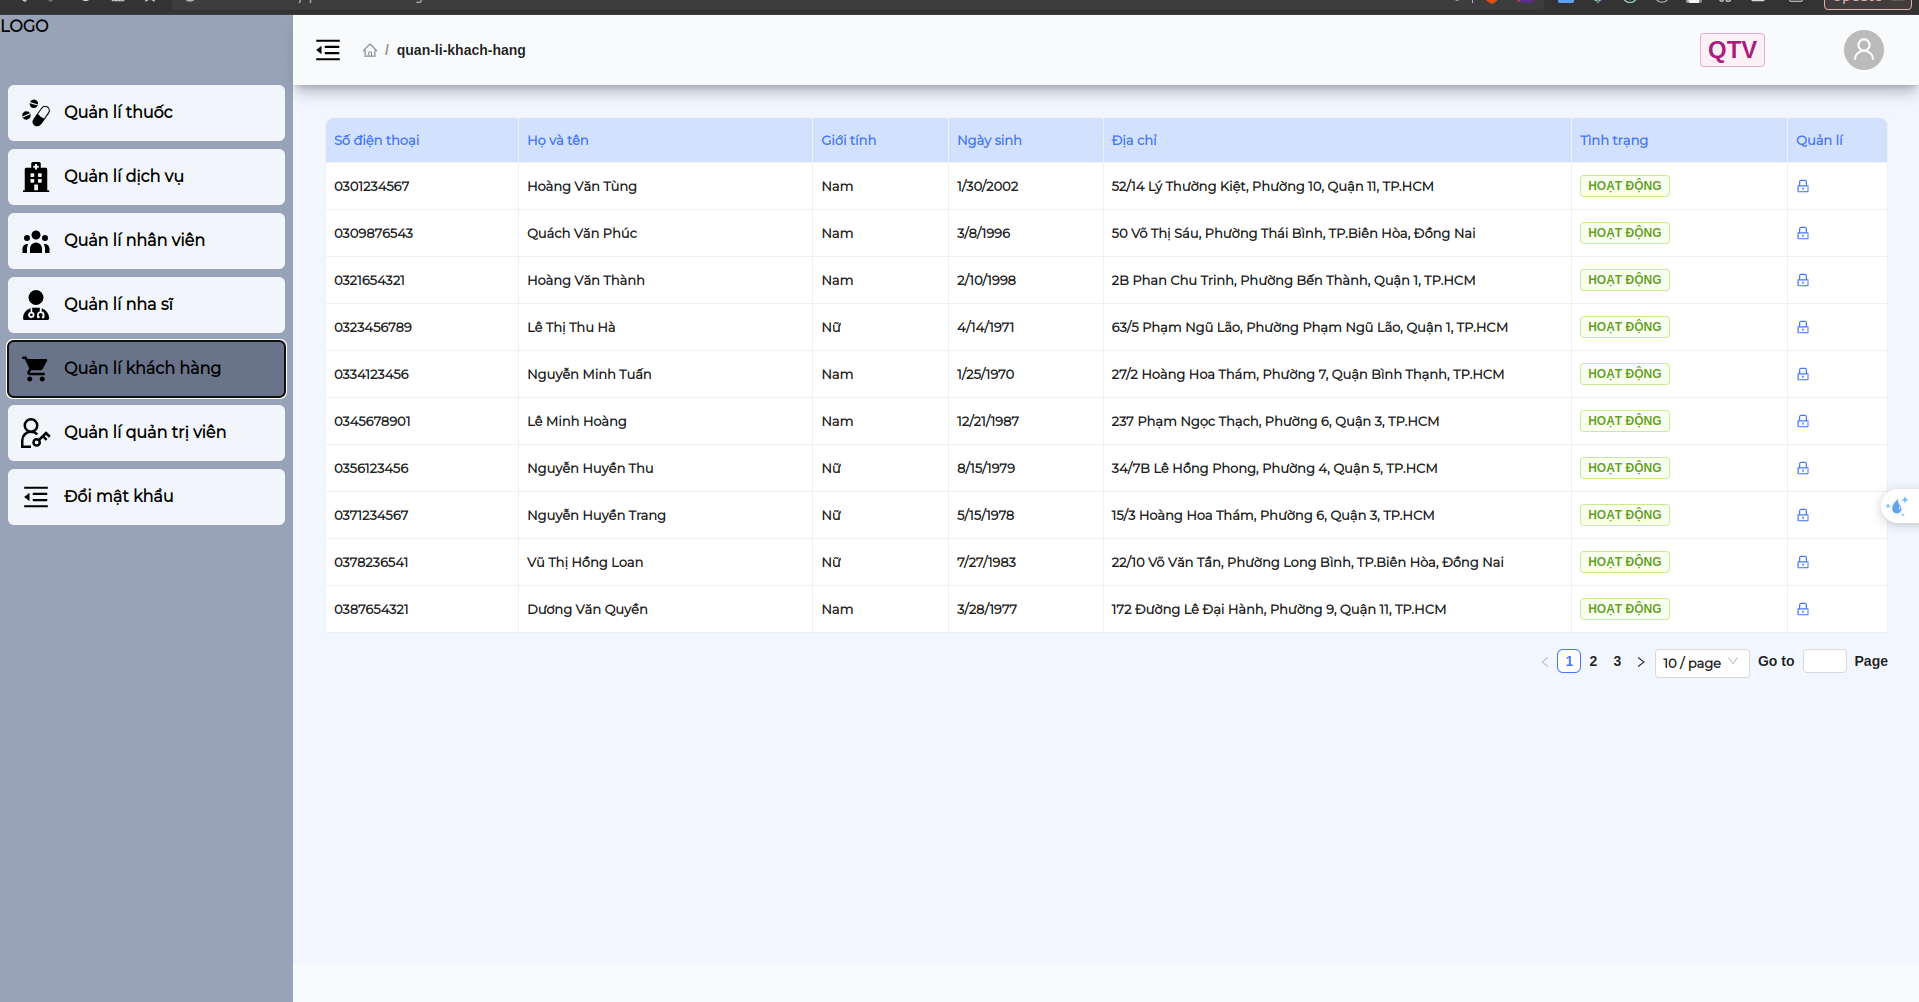 LOGO
/ quan-li-khach-hang
QTV
Quản lí thuốc
Quản lí dịch vụ
Quản lí nhân viên
Quản lí nha sĩ
Quản lí khách hàng
Quản lí quản trị viên
Đổi mật khẩu
Số điện thoại Họ và tên Giới tính Ngày sinh Địa chỉ Tình trạng Quản lí
0301234567 Hoàng Văn Tùng Nam 1/30/2002 52/14 Lý Thường Kiệt, Phường 10, Quận 11, TP.HCM HOẠT ĐỘNG
0309876543 Quách Văn Phúc Nam 3/8/1996 50 Võ Thị Sáu, Phường Thái Bình, TP.Biên Hòa, Đồng Nai HOẠT ĐỘNG
0321654321 Hoàng Văn Thành Nam 2/10/1998 2B Phan Chu Trinh, Phường Bến Thành, Quận 1, TP.HCM HOẠT ĐỘNG
0323456789 Lê Thị Thu Hà Nữ 4/14/1971 63/5 Phạm Ngũ Lão, Phường Phạm Ngũ Lão, Quận 1, TP.HCM HOẠT ĐỘNG
0334123456 Nguyễn Minh Tuấn Nam 1/25/1970 27/2 Hoàng Hoa Thám, Phường 7, Quận Bình Thạnh, TP.HCM HOẠT ĐỘNG
0345678901 Lê Minh Hoàng Nam 12/21/1987 237 Phạm Ngọc Thạch, Phường 6, Quận 3, TP.HCM HOẠT ĐỘNG
0356123456 Nguyễn Huyền Thu Nữ 8/15/1979 34/7B Lê Hồng Phong, Phường 4, Quận 5, TP.HCM HOẠT ĐỘNG
0371234567 Nguyễn Huyền Trang Nữ 5/15/1978 15/3 Hoàng Hoa Thám, Phường 6, Quận 3, TP.HCM HOẠT ĐỘNG
0378236541 Vũ Thị Hồng Loan Nữ 7/27/1983 22/10 Võ Văn Tần, Phường Long Bình, TP.Biên Hòa, Đồng Nai HOẠT ĐỘNG
0387654321 Dương Văn Quyền Nam 3/28/1977 172 Đường Lê Đại Hành, Phường 9, Quận 11, TP.HCM HOẠT ĐỘNG
1 2 3 10 / page Go to Page